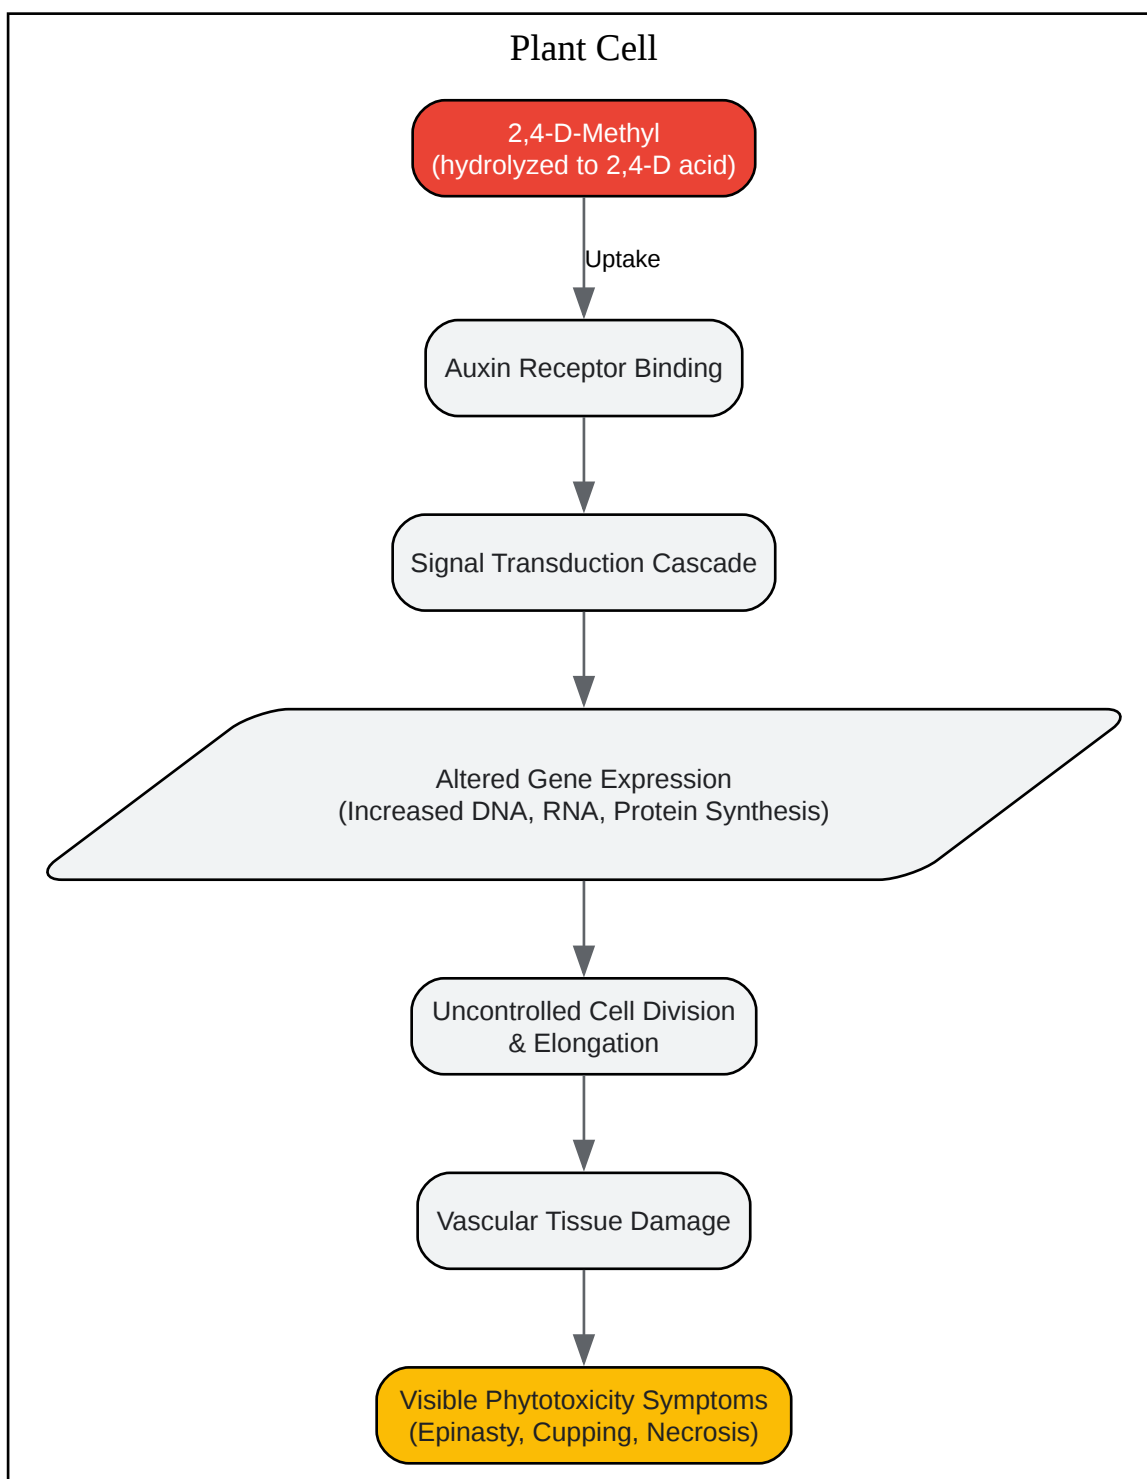 Plant Cell
2,4-D-Methyl
(hydrolyzed to 2,4-D acid)
Uptake
Auxin Receptor Binding
Signal Transduction Cascade
Altered Gene Expression
(Increased DNA, RNA, Protein Synthesis)
Uncontrolled Cell Division
& Elongation
Vascular Tissue Damage
Visible Phytotoxicity Symptoms
(Epinasty, Cupping, Necrosis)